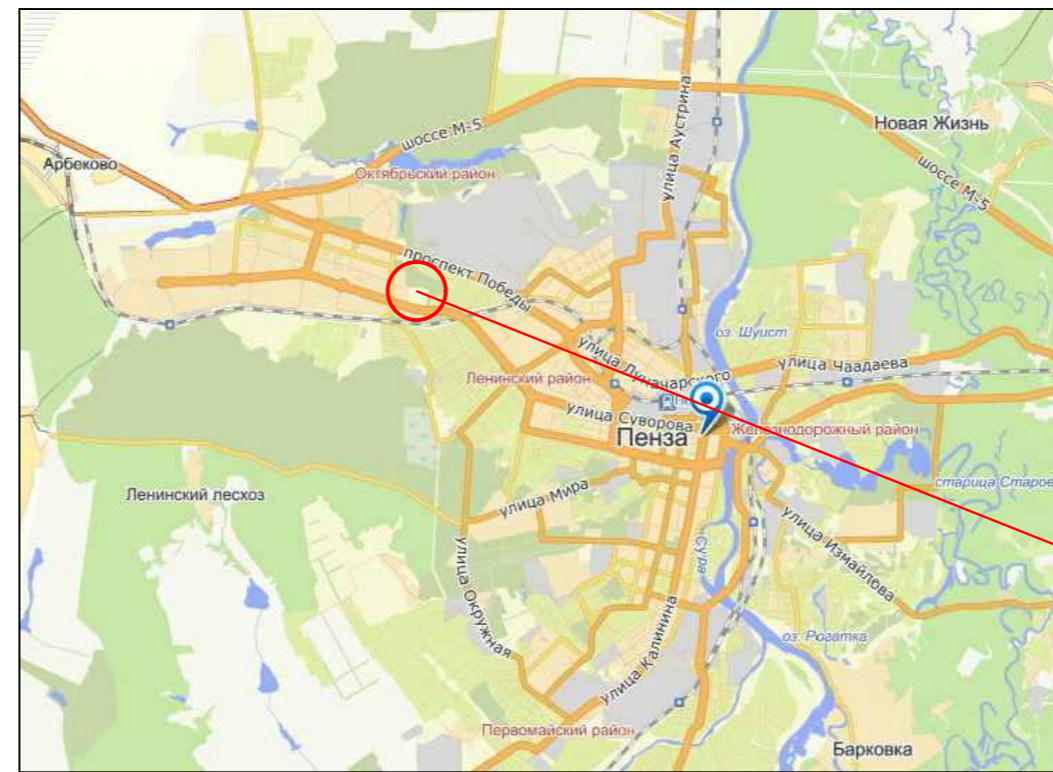 Новая Жизнь
шоссе М-5
Арбеково
Октябрьский район
улица Аустрина
шоссе М-5
проспект Победы
оз. Шуист
улица Луначарского
улица Чаадаева
Ленинский район
улица Суворова
Пенза
Железнодорожный район
старица Старое
Ленинский лесхоз
улица Мира
улица Измайлова
р. Сура
улица Окружная
улица Калинина
оз. Рогатка
Первомайский район
Барковка